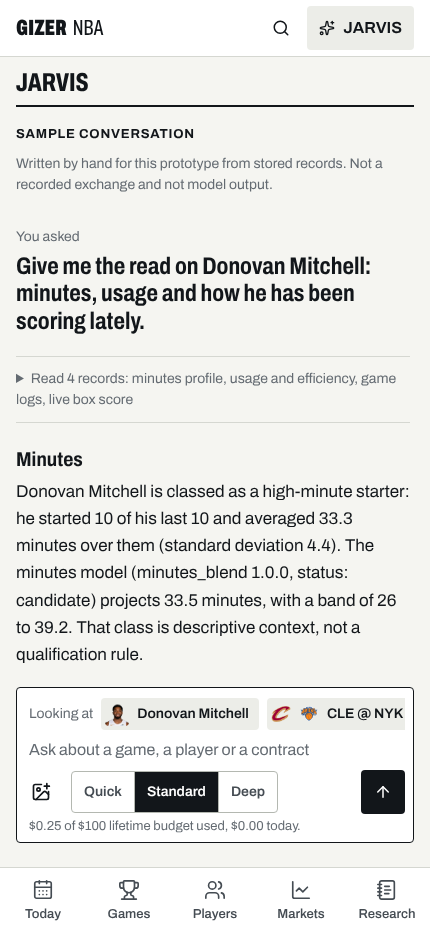 GIZER NBA
JARVIS
JARVIS
SAMPLE CONVERSATION
Written by hand for this prototype from stored records. Not a
recorded exchange and not model output.
You asked
Give me the read on Donovan Mitchell:
minutes, usage and how he has been
scoring lately.
Read 4 records: minutes profile, usage and efficiency, game
logs, live box score
Minutes
Donovan Mitchell is classed as a high-minute starter:
he started 10 of his last 10 and averaged 33.3
minutes over them (standard deviation 4.4). The
minutes model (minutes_blend 1.0.0, status:
candidate) projects 33.5 minutes, with a band of 26
to 39.2. That class is descriptive context, not a
qualification rule.
Looking at Donovan Mitchell CLE @ NYK
Ask about a game, a player or a contract
Quick Standard Deep
$0.25 of $100 lifetime budget used, $0.00 today.
Today Games Players Markets Research